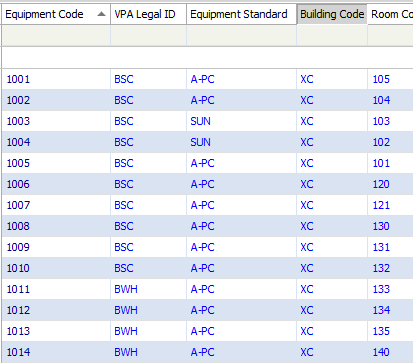 Equipment Code VPA Legal ID Equipment Standard Building Code Room Co
1001 BSC A-PC XC 105
1002 BSC A-PC XC 104
1003 BSC SUN XC 103
1004 BSC SUN XC 102
1005 BSC A-PC XC 101
1006 BSC A-PC XC 120
1007 BSC A-PC XC 121
1008 BSC A-PC XC 130
1009 BSC A-PC XC 131
1010 BSC A-PC XC 132
1011 BWH A-PC XC 133
1012 BWH A-PC XC 134
1013 BWH A-PC XC 135
1014 BWH A-PC XC 140